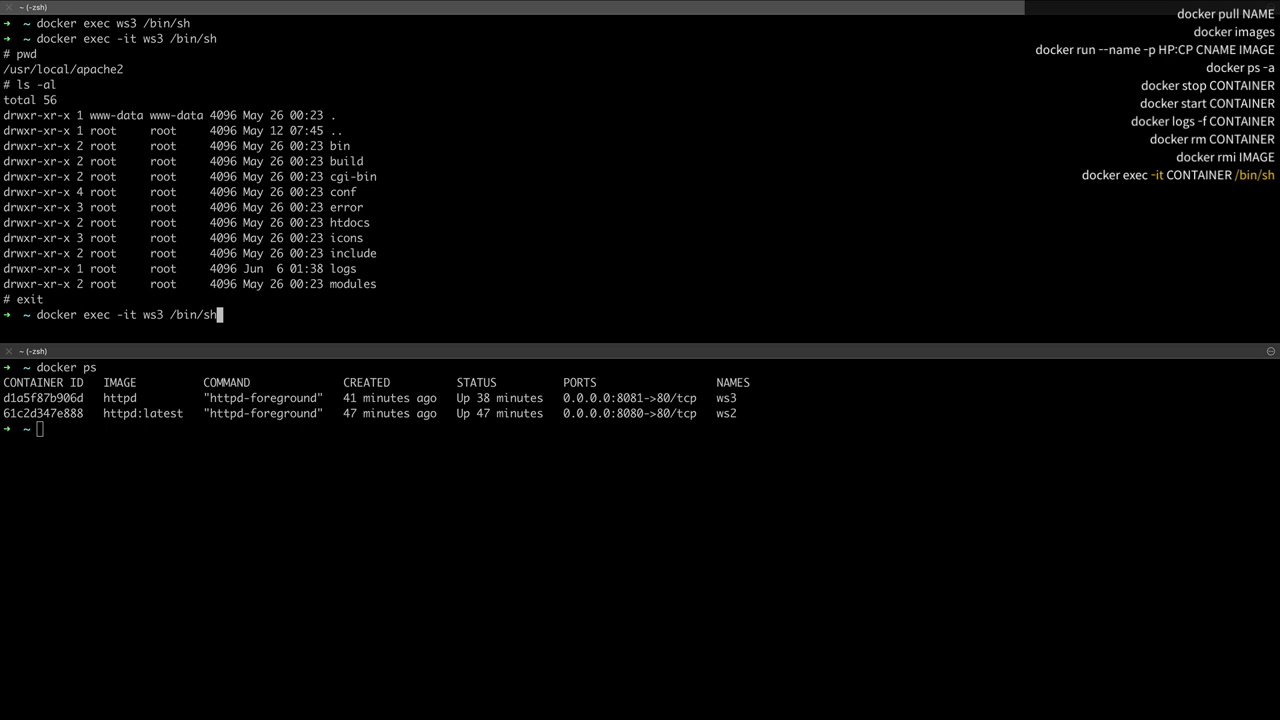 ~ (-zsh)
➜ ~ docker exec ws3 /bin/sh
➜ ~ docker exec -it ws3 /bin/sh
# pwd
/usr/local/apache2
# ls -al
total 56
drwxr-xr-x 1 www-data www-data 4096 May 26 00:23 .
drwxr-xr-x 1 root root 4096 May 12 07:45 ..
drwxr-xr-x 2 root root 4096 May 26 00:23 bin
drwxr-xr-x 2 root root 4096 May 26 00:23 build
drwxr-xr-x 2 root root 4096 May 26 00:23 cgi-bin
drwxr-xr-x 4 root root 4096 May 26 00:23 conf
drwxr-xr-x 3 root root 4096 May 26 00:23 error
drwxr-xr-x 2 root root 4096 May 26 00:23 htdocs
drwxr-xr-x 3 root root 4096 May 26 00:23 icons
drwxr-xr-x 2 root root 4096 May 26 00:23 include
drwxr-xr-x 1 root root 4096 Jun 6 01:38 logs
drwxr-xr-x 2 root root 4096 May 26 00:23 modules
# exit
➜ ~ docker exec -it ws3 /bin/sh
docker pull NAME
docker images
docker run --name -p HP:CP CNAME IMAGE
docker ps -a
docker stop CONTAINER
docker start CONTAINER
docker logs -f CONTAINER
docker rm CONTAINER
docker rmi IMAGE
docker exec -it CONTAINER /bin/sh
~ (-zsh)
➜ ~ docker ps
CONTAINER ID IMAGE COMMAND CREATED STATUS PORTS NAMES
d1a5f87b906d httpd "httpd-foreground" 41 minutes ago Up 38 minutes 0.0.0.0:8081->80/tcp ws3
61c2d347e888 httpd:latest "httpd-foreground" 47 minutes ago Up 47 minutes 0.0.0.0:8080->80/tcp ws2
➜ ~